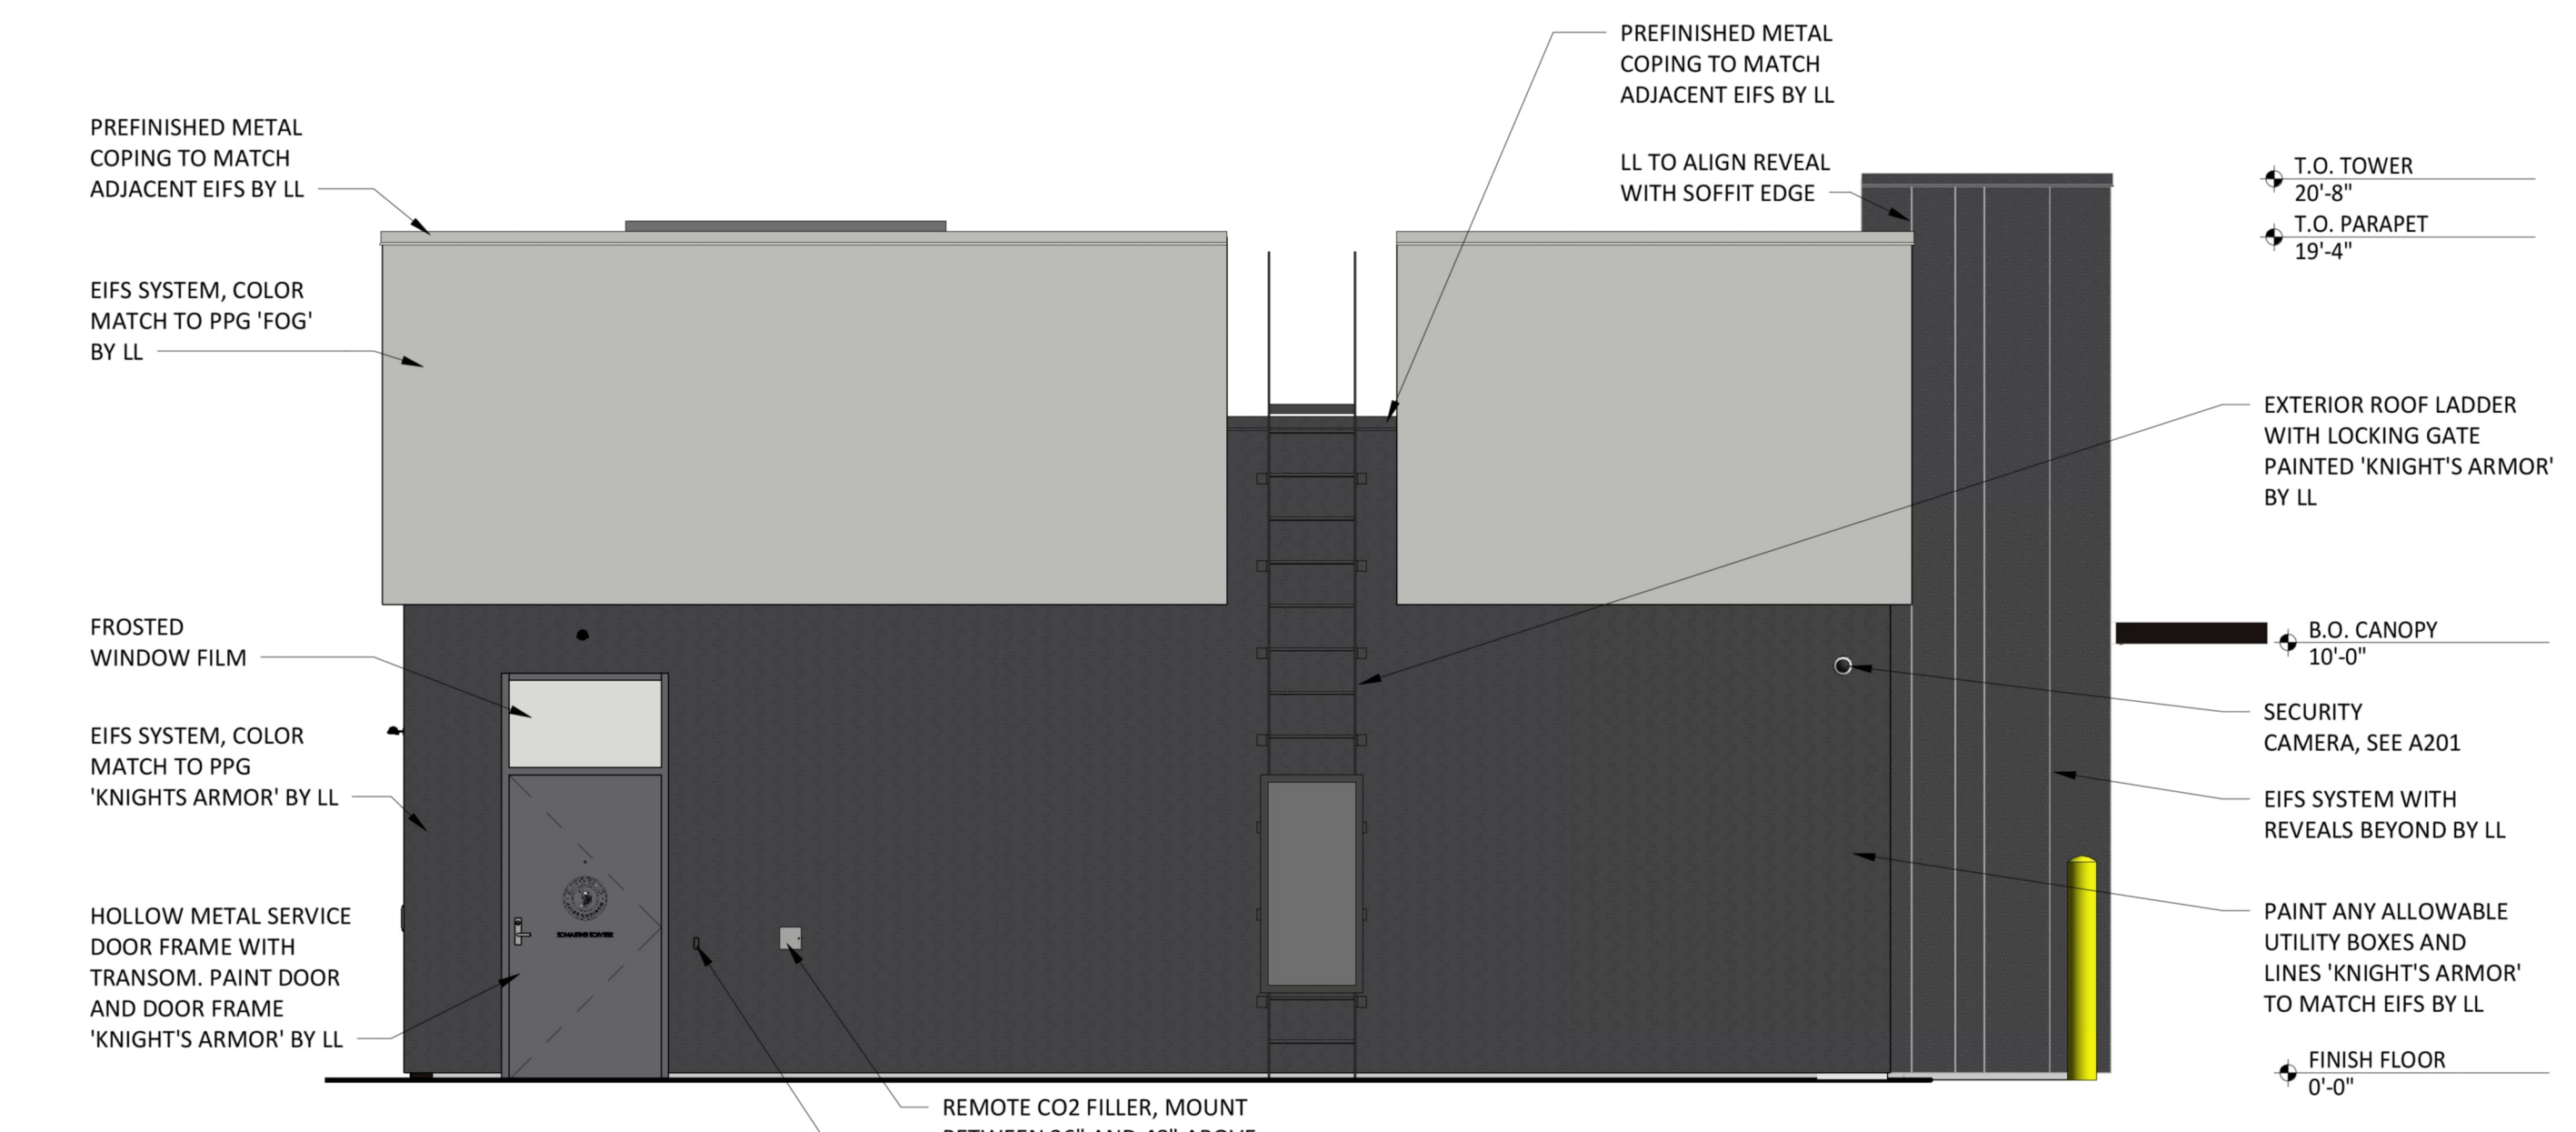 PREFINISHED METAL
COPING TO MATCH
ADJACENT EIFS BY LL
EIFS SYSTEM, COLOR
MATCH TO PPG 'FOG'
BY LL
FROSTED
WINDOW FILM
EIFS SYSTEM, COLOR
MATCH TO PPG
'KNIGHTS ARMOR' BY LL
HOLLOW METAL SERVICE
DOOR FRAME WITH
TRANSOM. PAINT DOOR
AND DOOR FRAME
'KNIGHT'S ARMOR' BY LL
PREFINISHED METAL
COPING TO MATCH
ADJACENT EIFS BY LL
LL TO ALIGN REVEAL
WITH SOFFIT EDGE
T.O. TOWER
20'-8"
T.O. PARAPET
19'-4"
EXTERIOR ROOF LADDER
WITH LOCKING GATE
PAINTED 'KNIGHT'S ARMOR'
BY LL
B.O. CANOPY
10'-0"
SECURITY
CAMERA, SEE A201
EIFS SYSTEM WITH
REVEALS BEYOND BY LL
PAINT ANY ALLOWABLE
UTILITY BOXES AND
LINES 'KNIGHT'S ARMOR'
TO MATCH EIFS BY LL
FINISH FLOOR
0'-0"
REMOTE CO2 FILLER, MOUNT
BETWEEN AND ABOVE